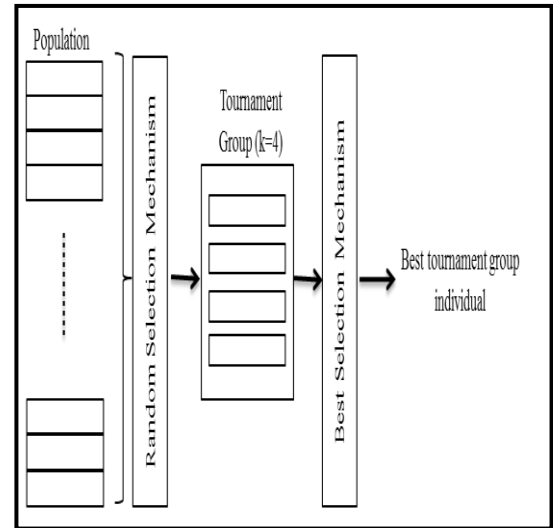 Population
Random Selection Mechanism
Tournament
Group (k=4)
Best Selection Mechanism
Best tournament group
individual